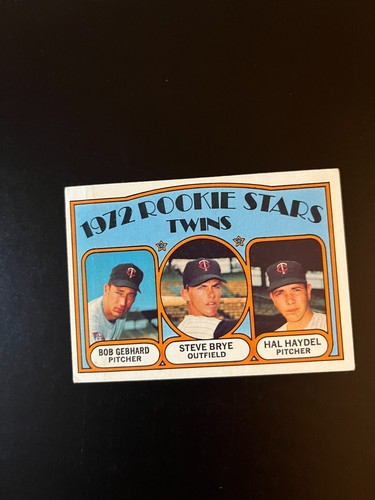 1972 ROOKIE STARS
TWINS
BOB GEBHARD
PITCHER
STEVE BRYE
OUTFIELD
HAL HAYDEL
PITCHER